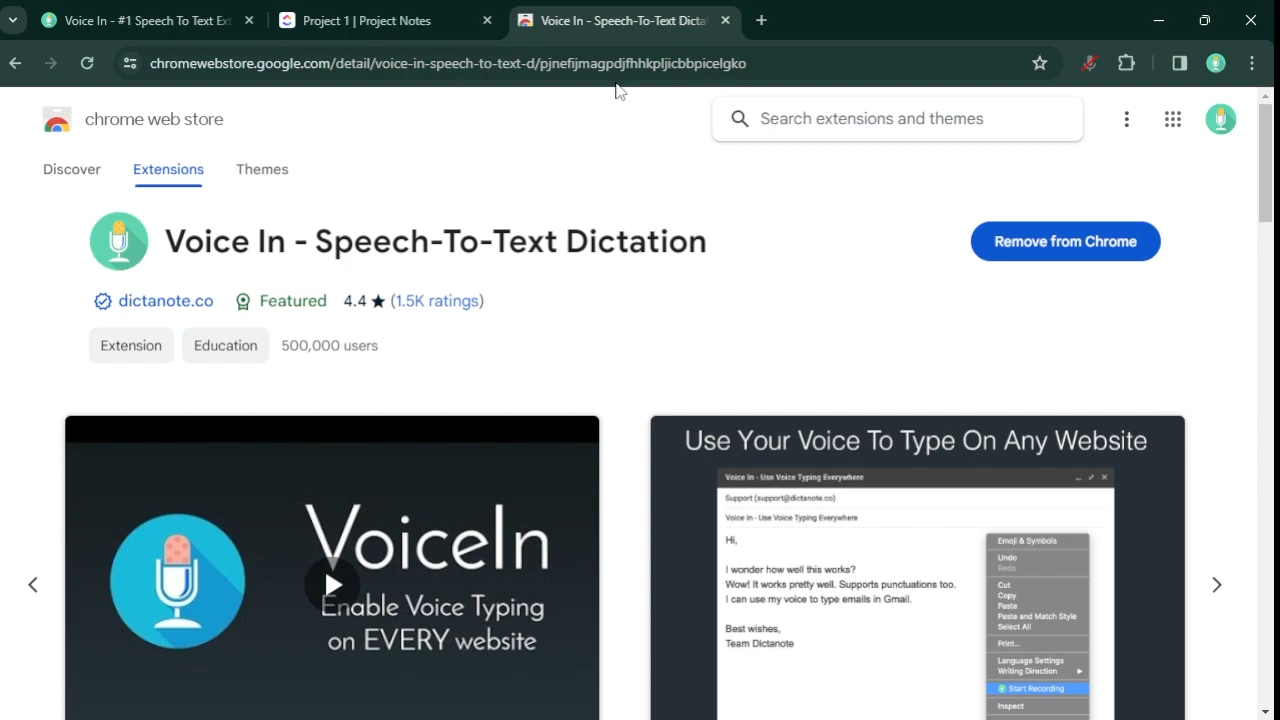 Voice In - #1 Speech To Text Ext
Project 1 | Project Notes
Voice In - Speech-To-Text Dicta
chromewebstore.google.com/detail/voice-in-speech-to-text-d/pjnefijmagpdjfhhkpljicbbpicelgko
chrome web store
Search extensions and themes
Discover
Extensions
Themes
Voice In - Speech-To-Text Dictation
Remove from Chrome
dictanote.co
Featured
4.4 ★ (1.5K ratings)
Extension
Education
500,000 users
VoiceIn
Enable Voice Typing
on EVERY website
Use Your Voice To Type On Any Website
Voice In - Use Voice Typing Everywhere
Support (support@dictanote.co)
Voice In - Use Voice Typing Everywhere
Hi,
I wonder how well this works?
Wow! It works pretty well. Supports punctuations too.
I can use my voice to type emails in Gmail.
Best wishes,
Team Dictanote
Emoji & Symbols
Undo
Redo
Cut
Copy
Paste
Paste and Match Style
Select All
Print...
Language Settings
Writing Direction
Start Recording
Inspect